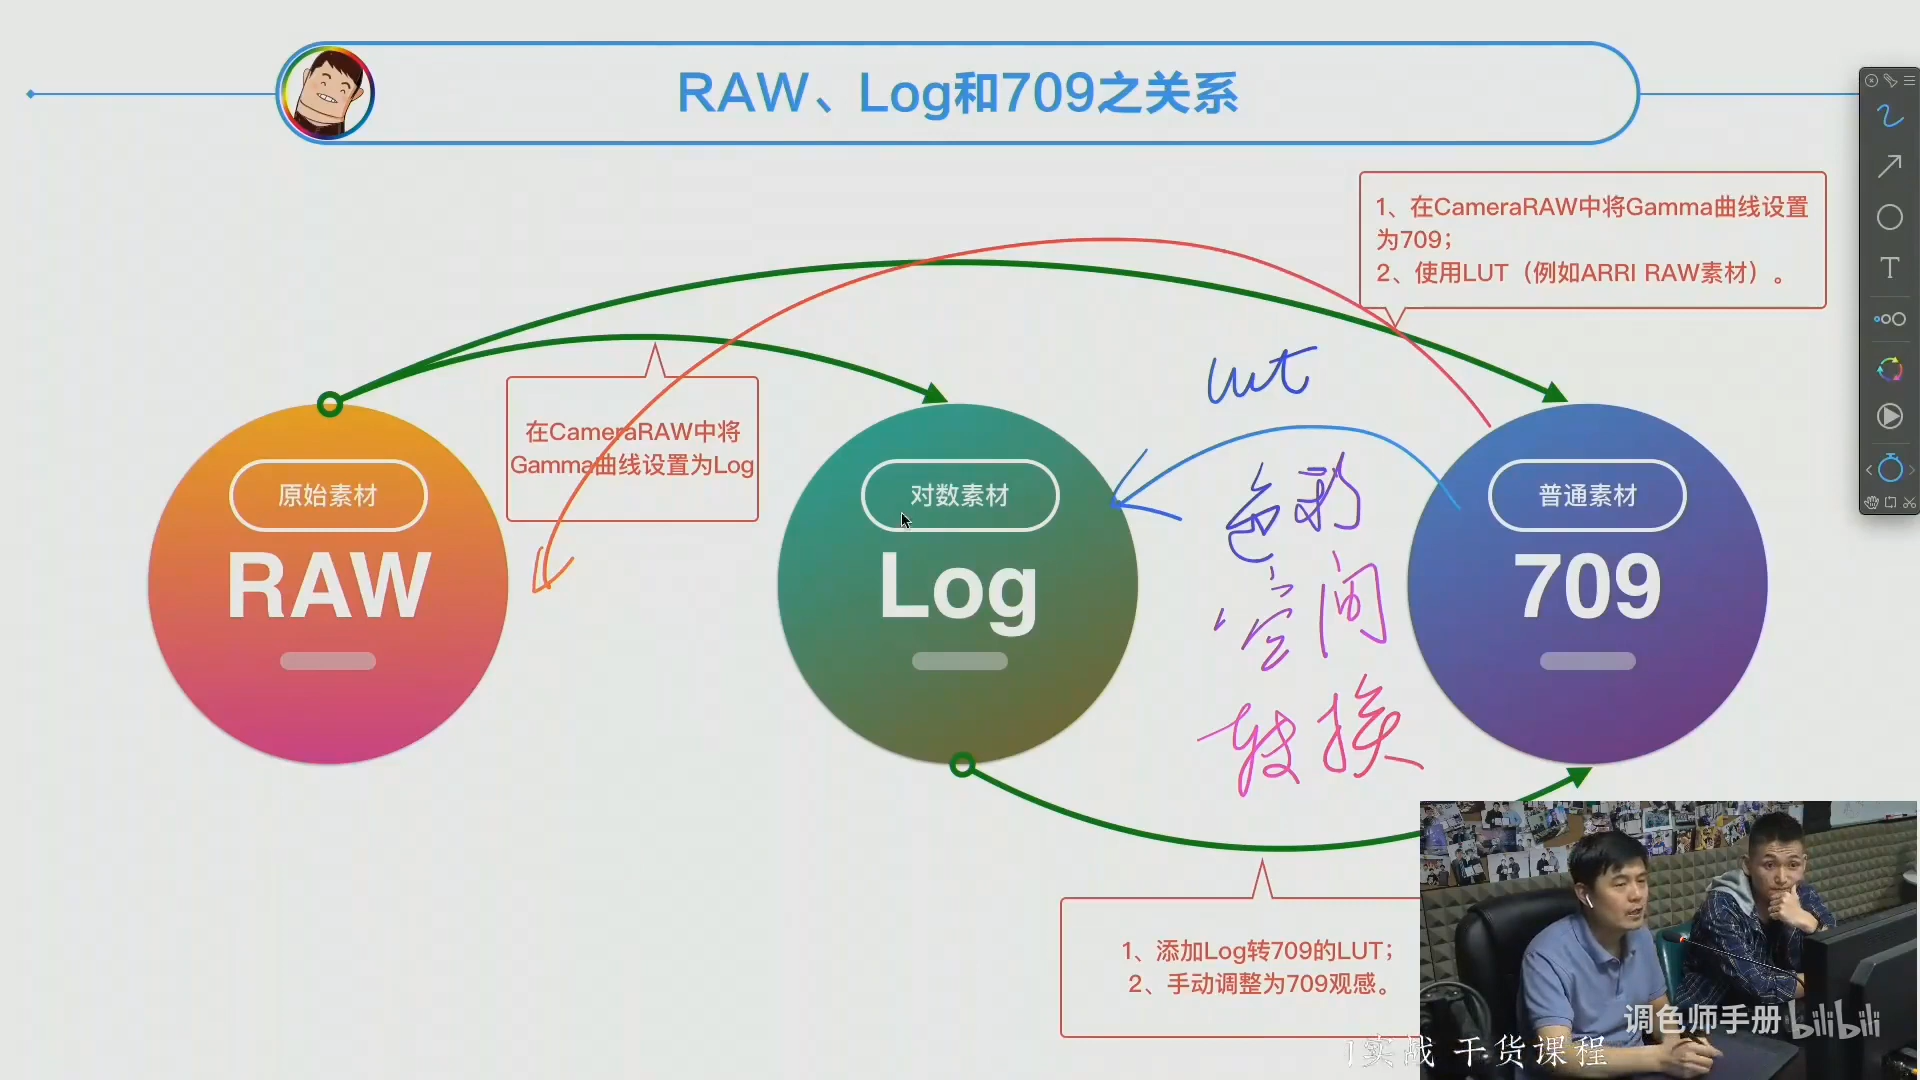 RAW、Log和709之关系
1、在CameraRAW中将Gamma曲线设置
为709；
2、使用LUT（例如ARRI RAW素材）。
lut
在CameraRAW中将
Gamma曲线设置为Log
原始素材
RAW
对数素材
Log
色彩
空间
转换
普通素材
709
1、添加Log转709的LUT；
2、手动调整为709观感。
T
调色师手册
bilibili
实战 干货课程